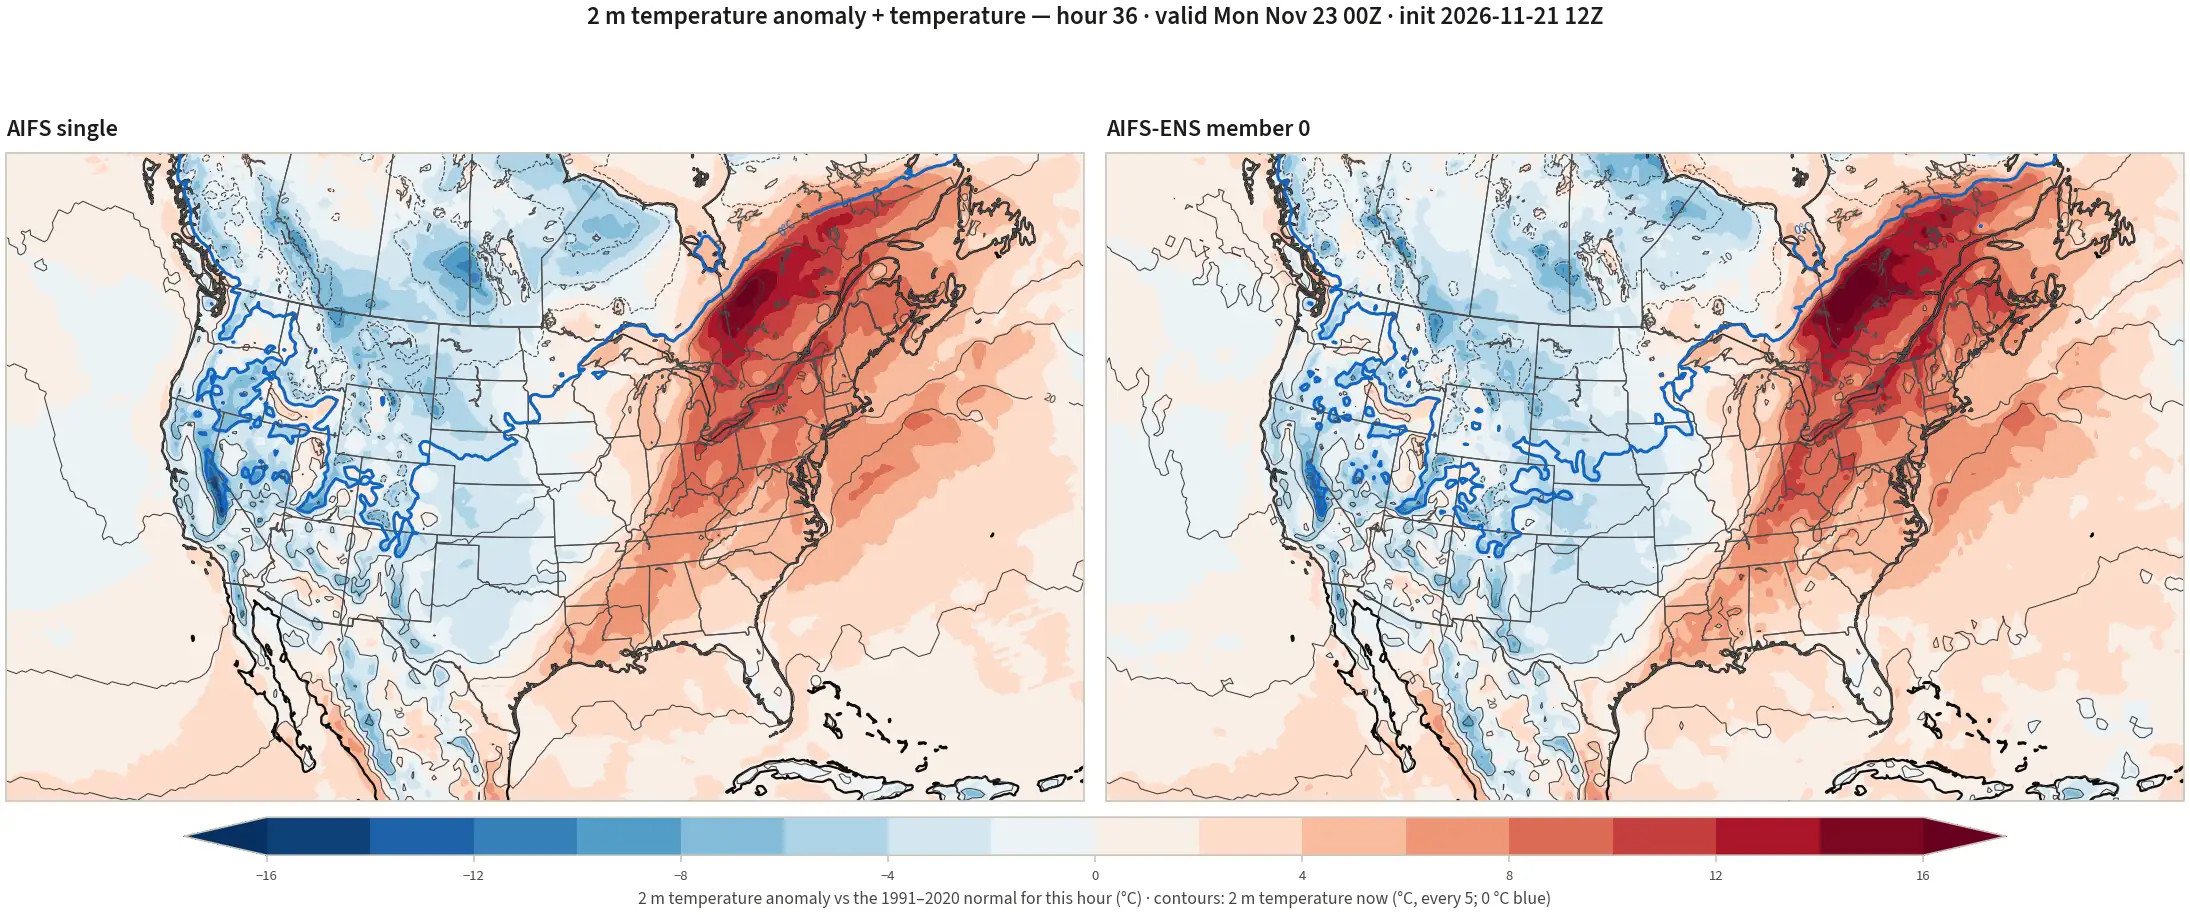 2 m temperature anomaly + temperature — hour 36 · valid Mon Nov 23 00Z · init 2026-11-21 12Z
AIFS single
AIFS-ENS member 0
−16 −12 −8 −4 0 4 8 12 16
2 m temperature anomaly vs the 1991–2020 normal for this hour (°C) · contours: 2 m temperature now (°C, every 5; 0 °C blue)